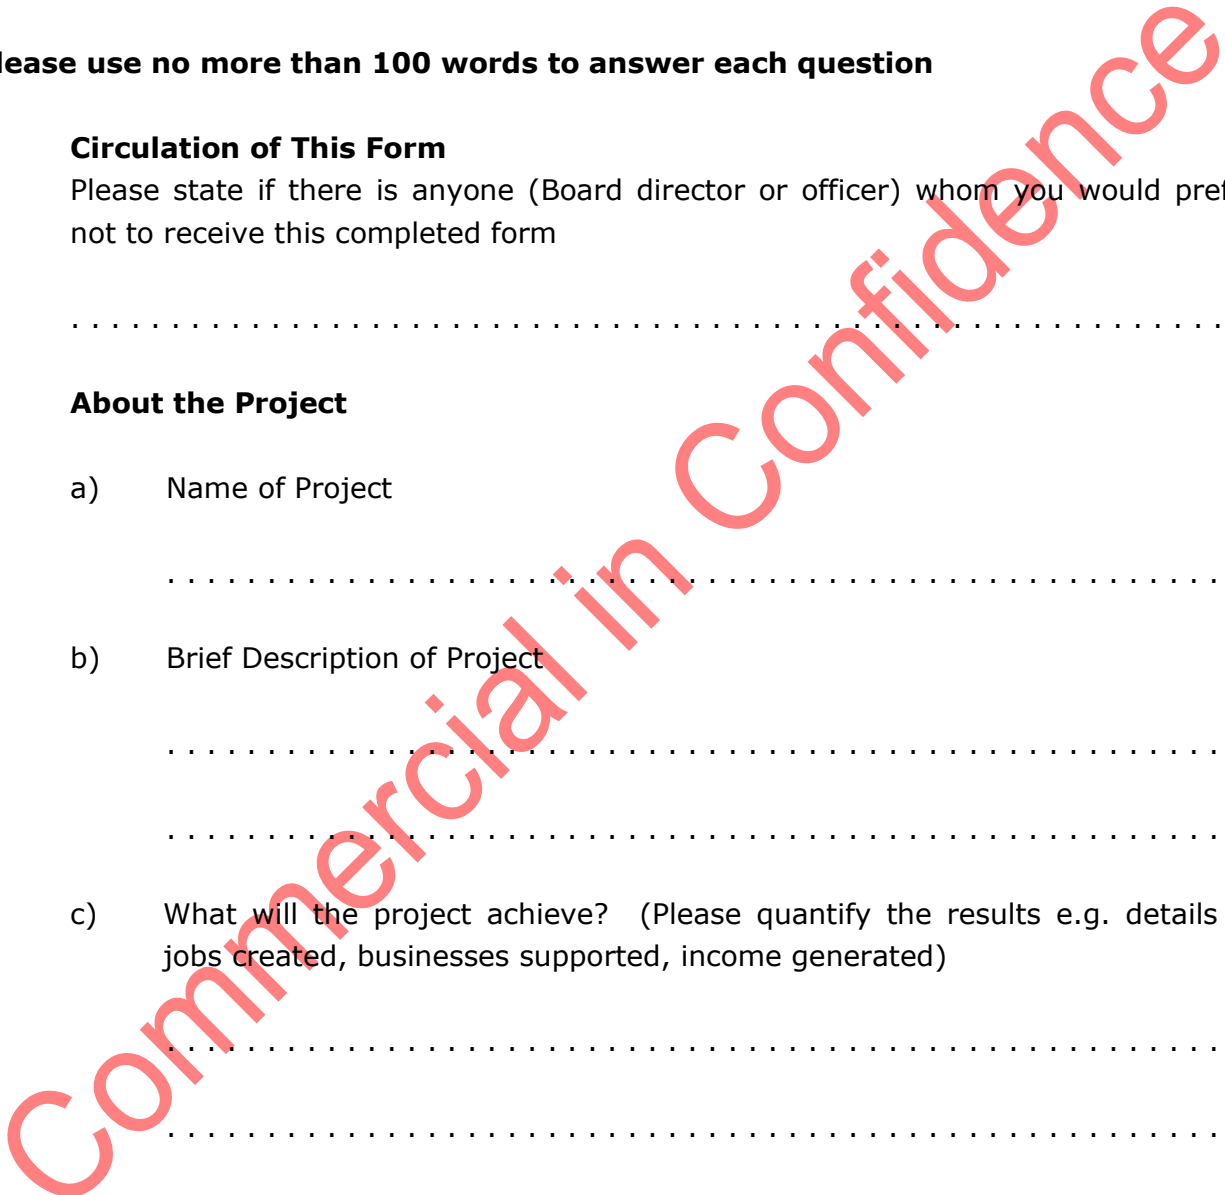 lease use no more than 100 words to answer each question
Circulation of This Form
Please state if there is anyone (Board director or officer) whom you would pref
not to receive this completed form
. . . . . . . . . . . . . . . . . . . . . . . . . . . . . . . . . . . . . . . . . . . . . . . . . . . . . . . . . .
About the Project
a) Name of Project
. . . . . . . . . . . . . . . . . . . . . . . . . . . . . . . . . . . . . . . . . . . . . . . . . . . . .
b) Brief Description of Project
. . . . . . . . . . . . . . . . . . . . . . . . . . . . . . . . . . . . . . . . . . . . . . . . . . . . .
. . . . . . . . . . . . . . . . . . . . . . . . . . . . . . . . . . . . . . . . . . . . . . . . . . . . .
c) What will the project achieve? (Please quantify the results e.g. details
jobs created, businesses supported, income generated)
. . . . . . . . . . . . . . . . . . . . . . . . . . . . . . . . . . . . . . . . . . . . . . . . . . . . .
. . . . . . . . . . . . . . . . . . . . . . . . . . . . . . . . . . . . . . . . . . . . . . . . . . . . .
Commercial in Confidence